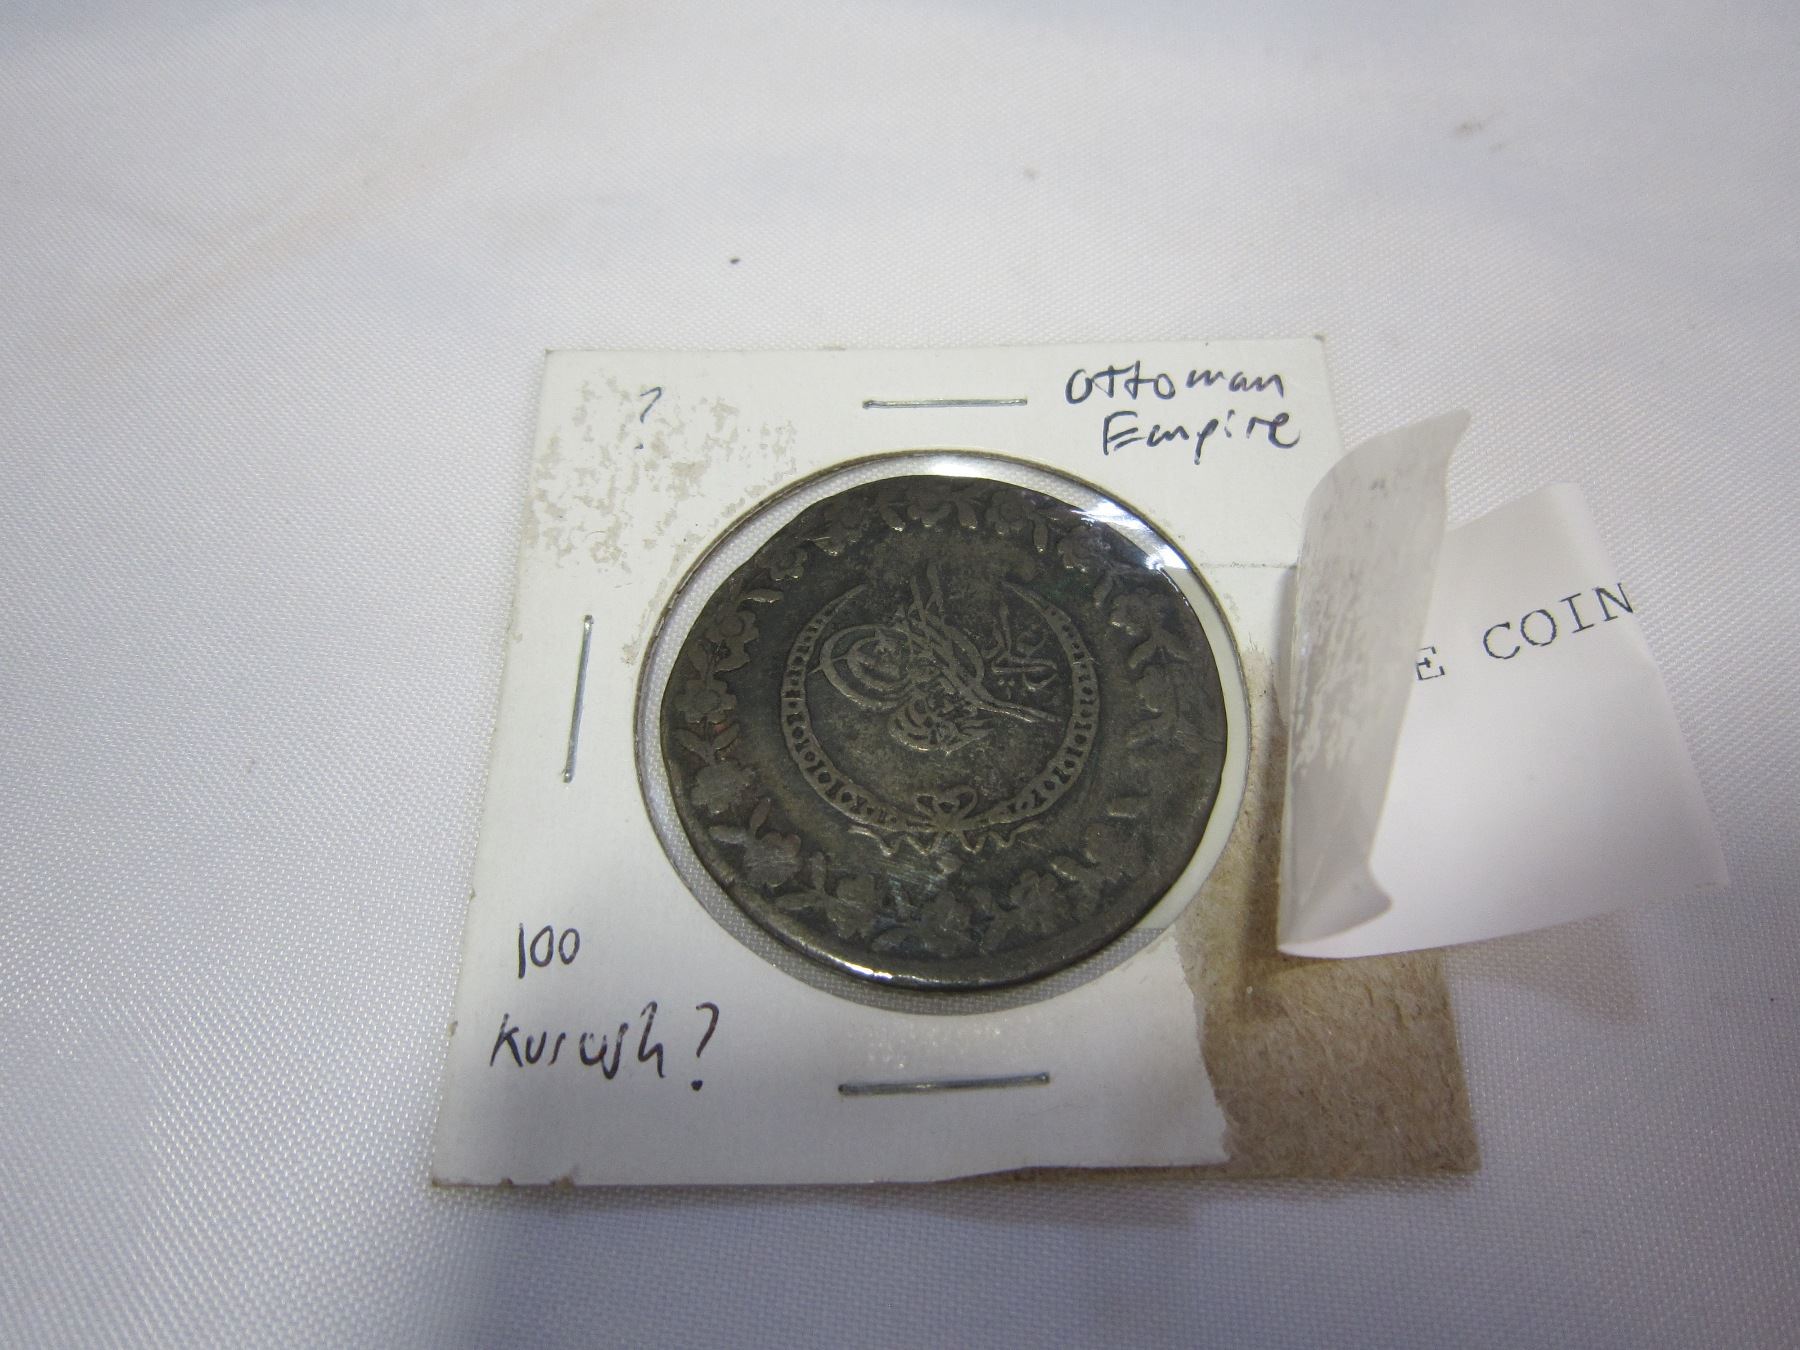 ?
Ottoman
Empire
E COIN
100
Kurush?